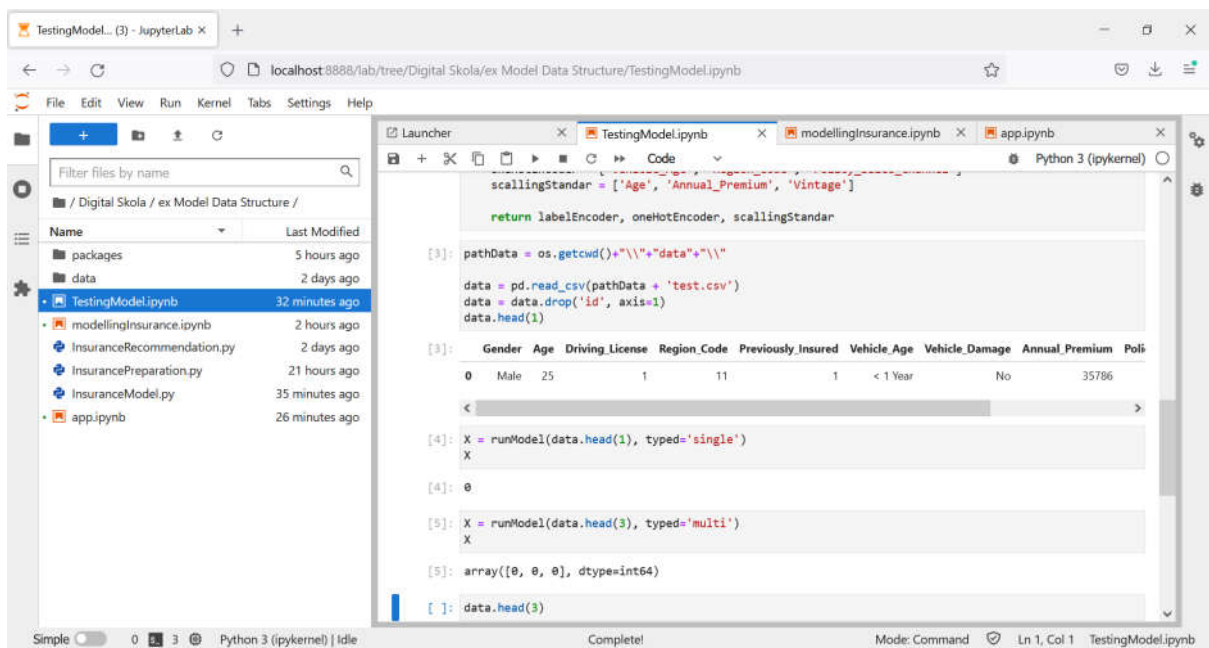 TestingModel... (3) - JupyterLab
localhost:8888/lab/tree/Digital Skola/ex Model Data Structure/TestingModel.ipynb
File Edit View Run Kernel Tabs Settings Help
Filter files by name
/ Digital Skola / ex Model Data Structure /
Name Last Modified
packages 5 hours ago
data 2 days ago
TestingModel.ipynb 32 minutes ago
modellingInsurance.ipynb 2 hours ago
InsuranceRecommendation.py 2 days ago
InsurancePreparation.py 21 hours ago
InsuranceModel.py 35 minutes ago
app.ipynb 26 minutes ago
Launcher TestingModel.ipynb modellingInsurance.ipynb app.ipynb
Code Python 3 (ipykernel)
scallingStandar = ['Age', 'Annual_Premium', 'Vintage']
return labelEncoder, oneHotEncoder, scallingStandar
[3]: pathData = os.getcwd()+"\\"+"data"+"\\"
data = pd.read_csv(pathData + 'test.csv')
data = data.drop('id', axis=1)
data.head(1)
[3]: Gender Age Driving_License Region_Code Previously_Insured Vehicle_Age Vehicle_Damage Annual_Premium Poli
0 Male 25 1 11 1 < 1 Year No 35786
[4]: X = runModel(data.head(1), typed='single')
X
[4]: 0
[5]: X = runModel(data.head(3), typed='multi')
X
[5]: array([0, 0, 0], dtype=int64)
[ ]: data.head(3)
Simple 0 3 Python 3 (ipykernel) | Idle Complete! Mode: Command Ln 1, Col 1 TestingModel.ipynb